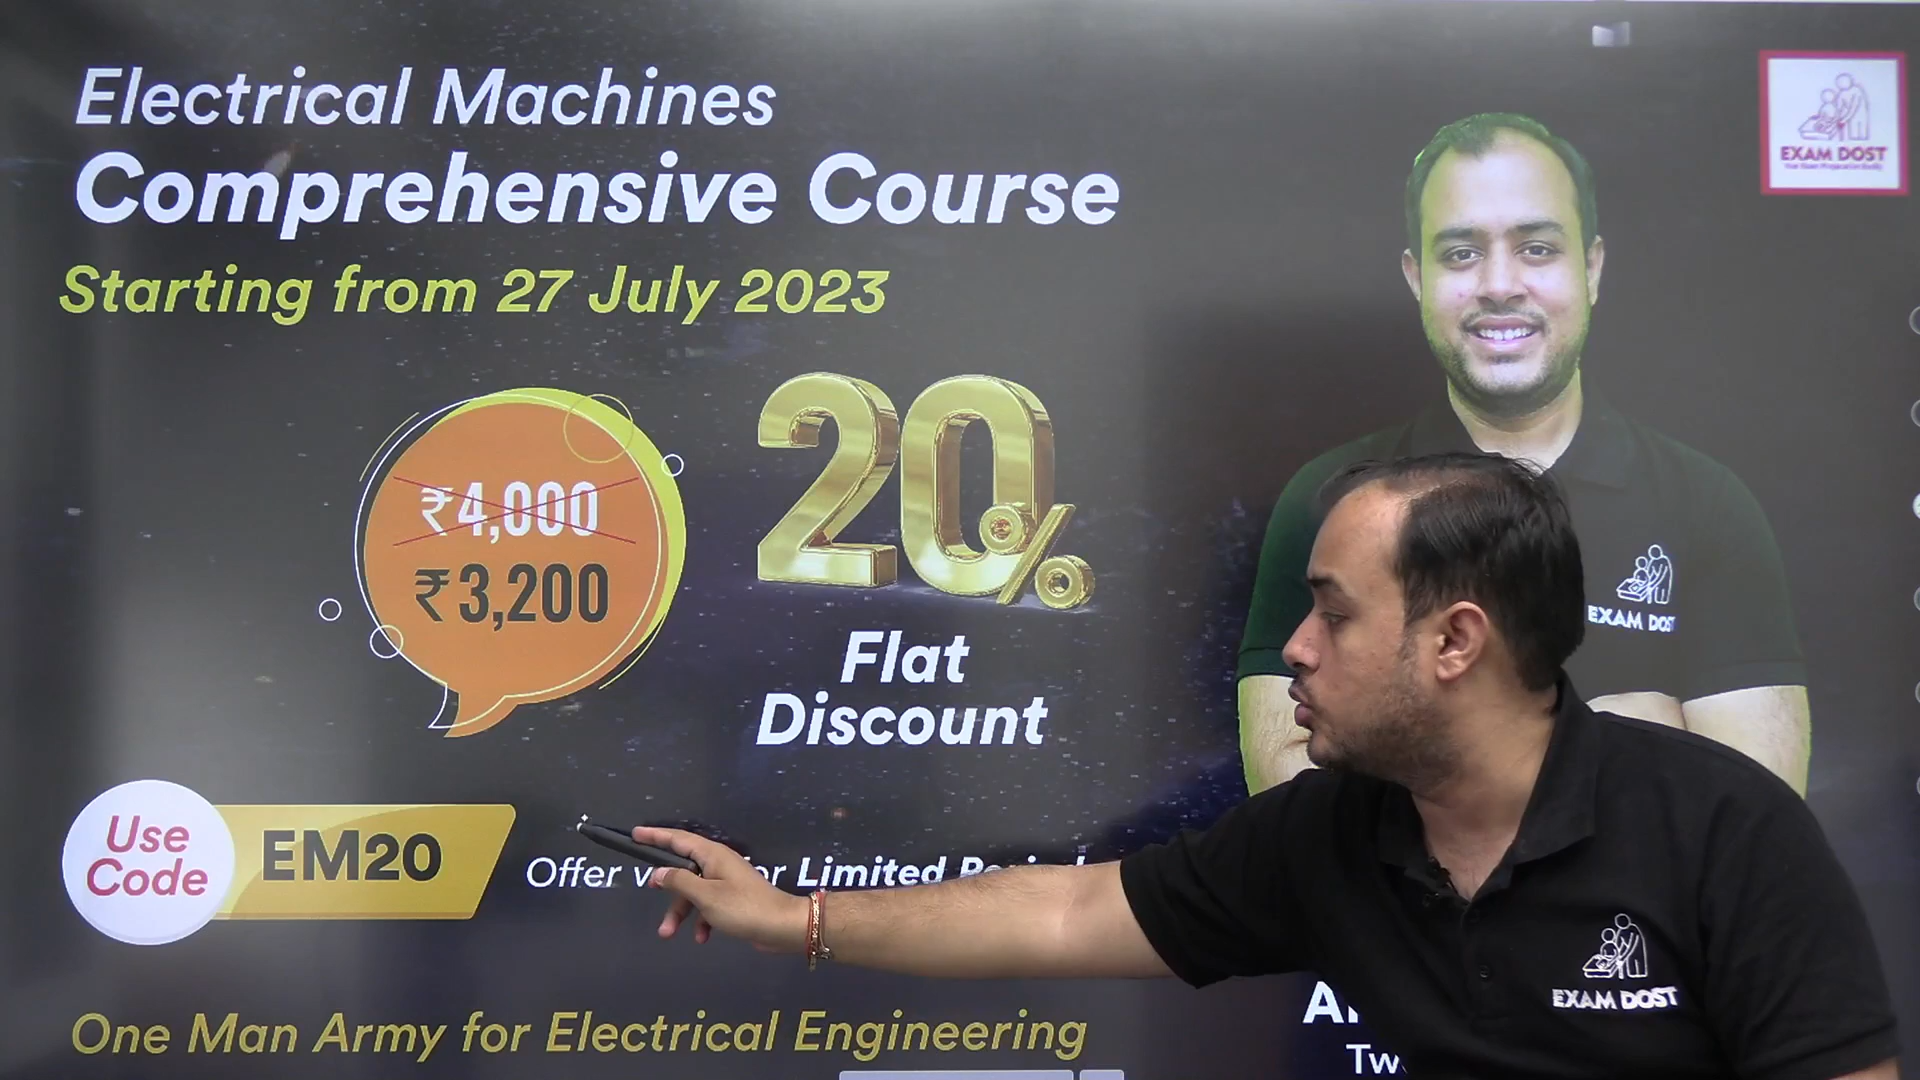 Electrical Machines
Comprehensive Course
Starting from 27 July 2023
EXAM DOST
₹4,000
₹3,200
20%
Flat
Discount
EXAM DOST
Use
Code
EM20
Offer for Limited
EXAM DOST
One Man Army for Electrical Engineering